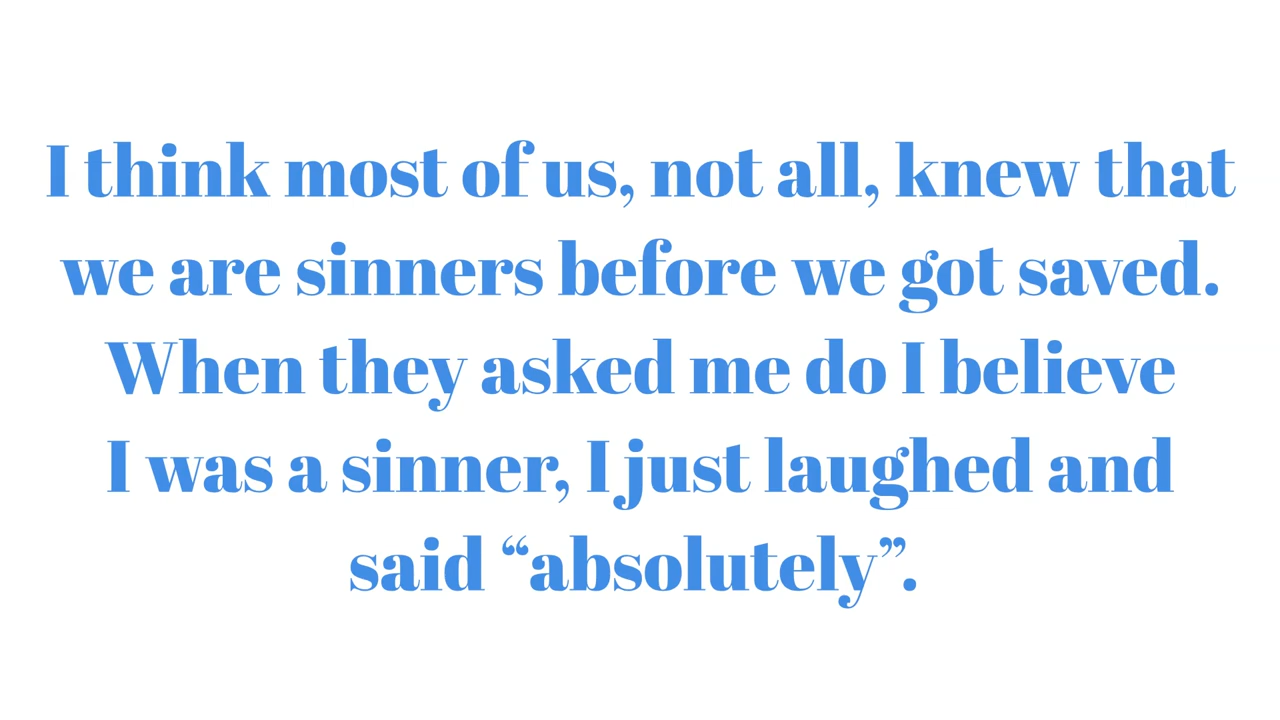 I think most of us, not all, knew that
we are sinners before we got saved.
When they asked me do I believe
I was a sinner, I just laughed and
said “absolutely”.